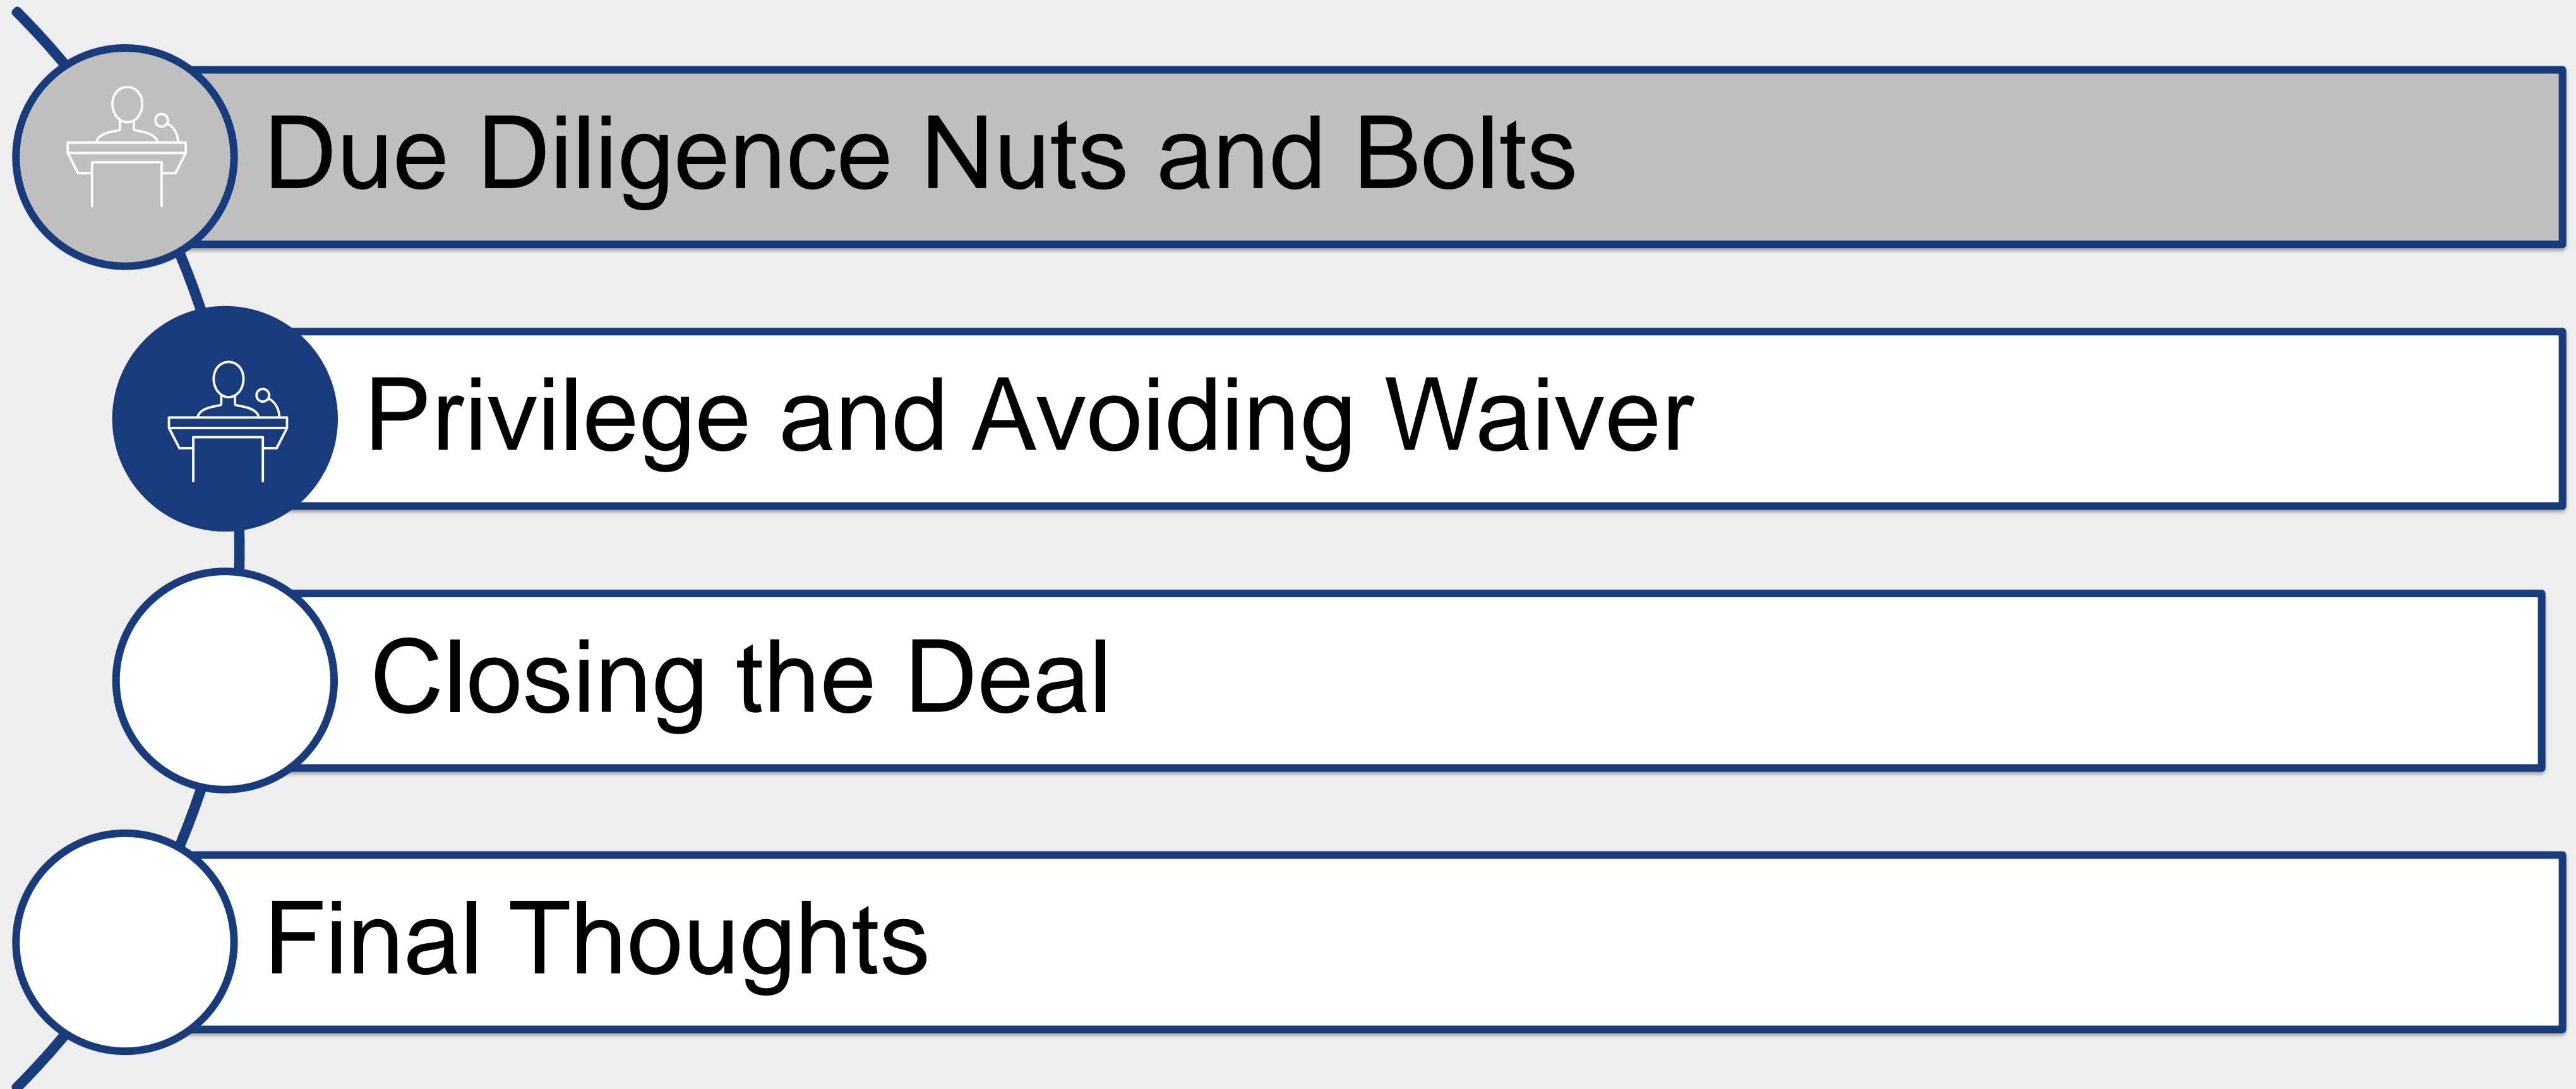 Due Diligence Nuts and Bolts
Privilege and Avoiding Waiver
Closing the Deal
Final Thoughts